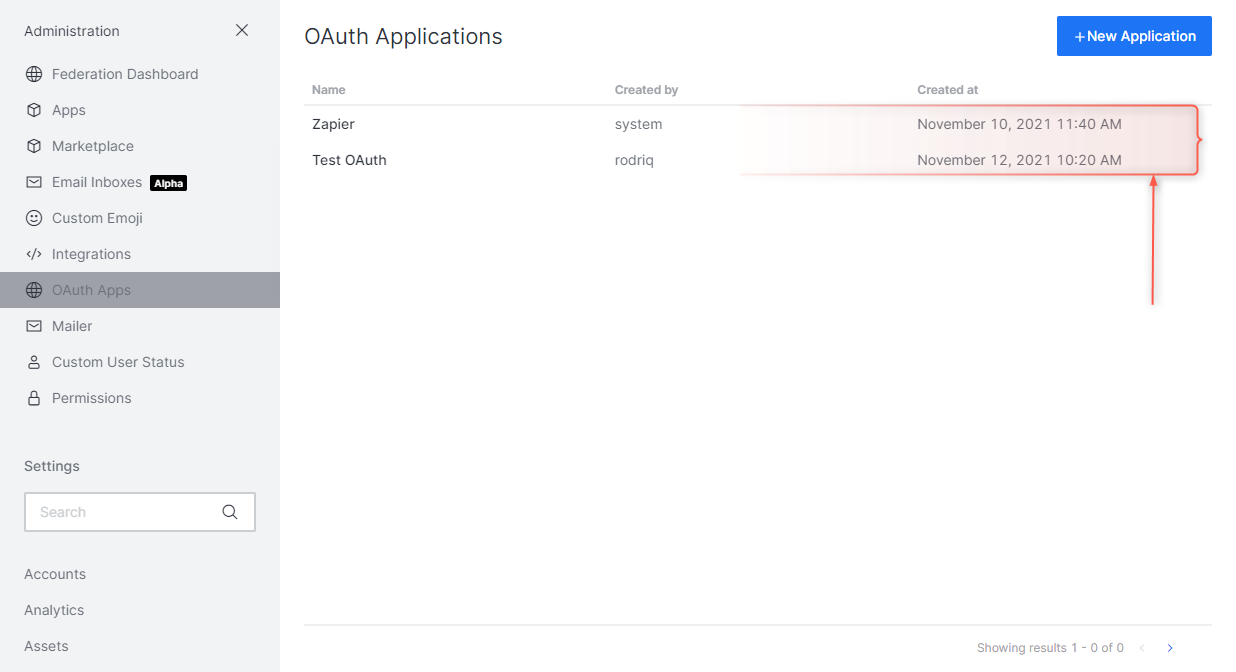 Administration
Federation Dashboard
Apps
Marketplace
Email Inboxes Alpha
Custom Emoji
Integrations
OAuth Apps
Mailer
Custom User Status
Permissions
Settings
Search
Accounts
Analytics
Assets
OAuth Applications
+New Application
Name Created by Created at
Zapier system November 10, 2021 11:40 AM
Test OAuth rodriq November 12, 2021 10:20 AM
Showing results 1 - 0 of 0